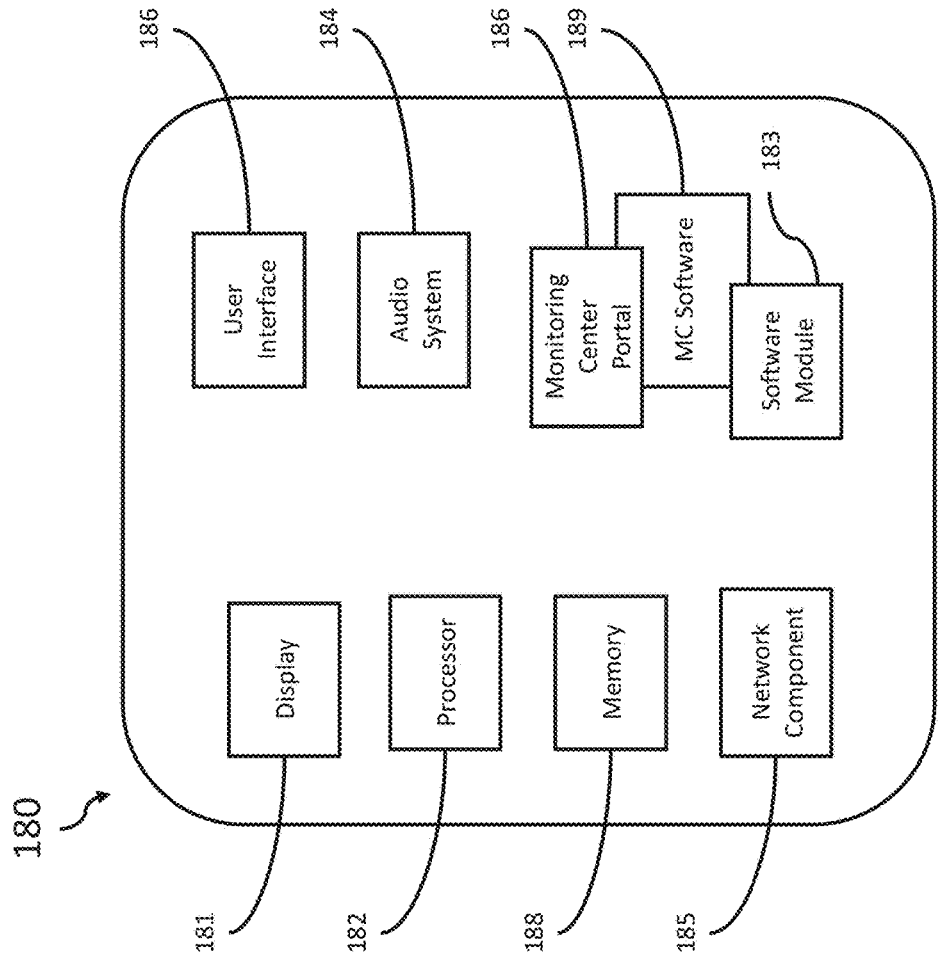 180
181
Display
182
Processor
188
Memory
185
Network
Component
User
Interface
186
Audio
System
184
Monitoring
Center
Portal
186
MC Software
189
Software
Module
183